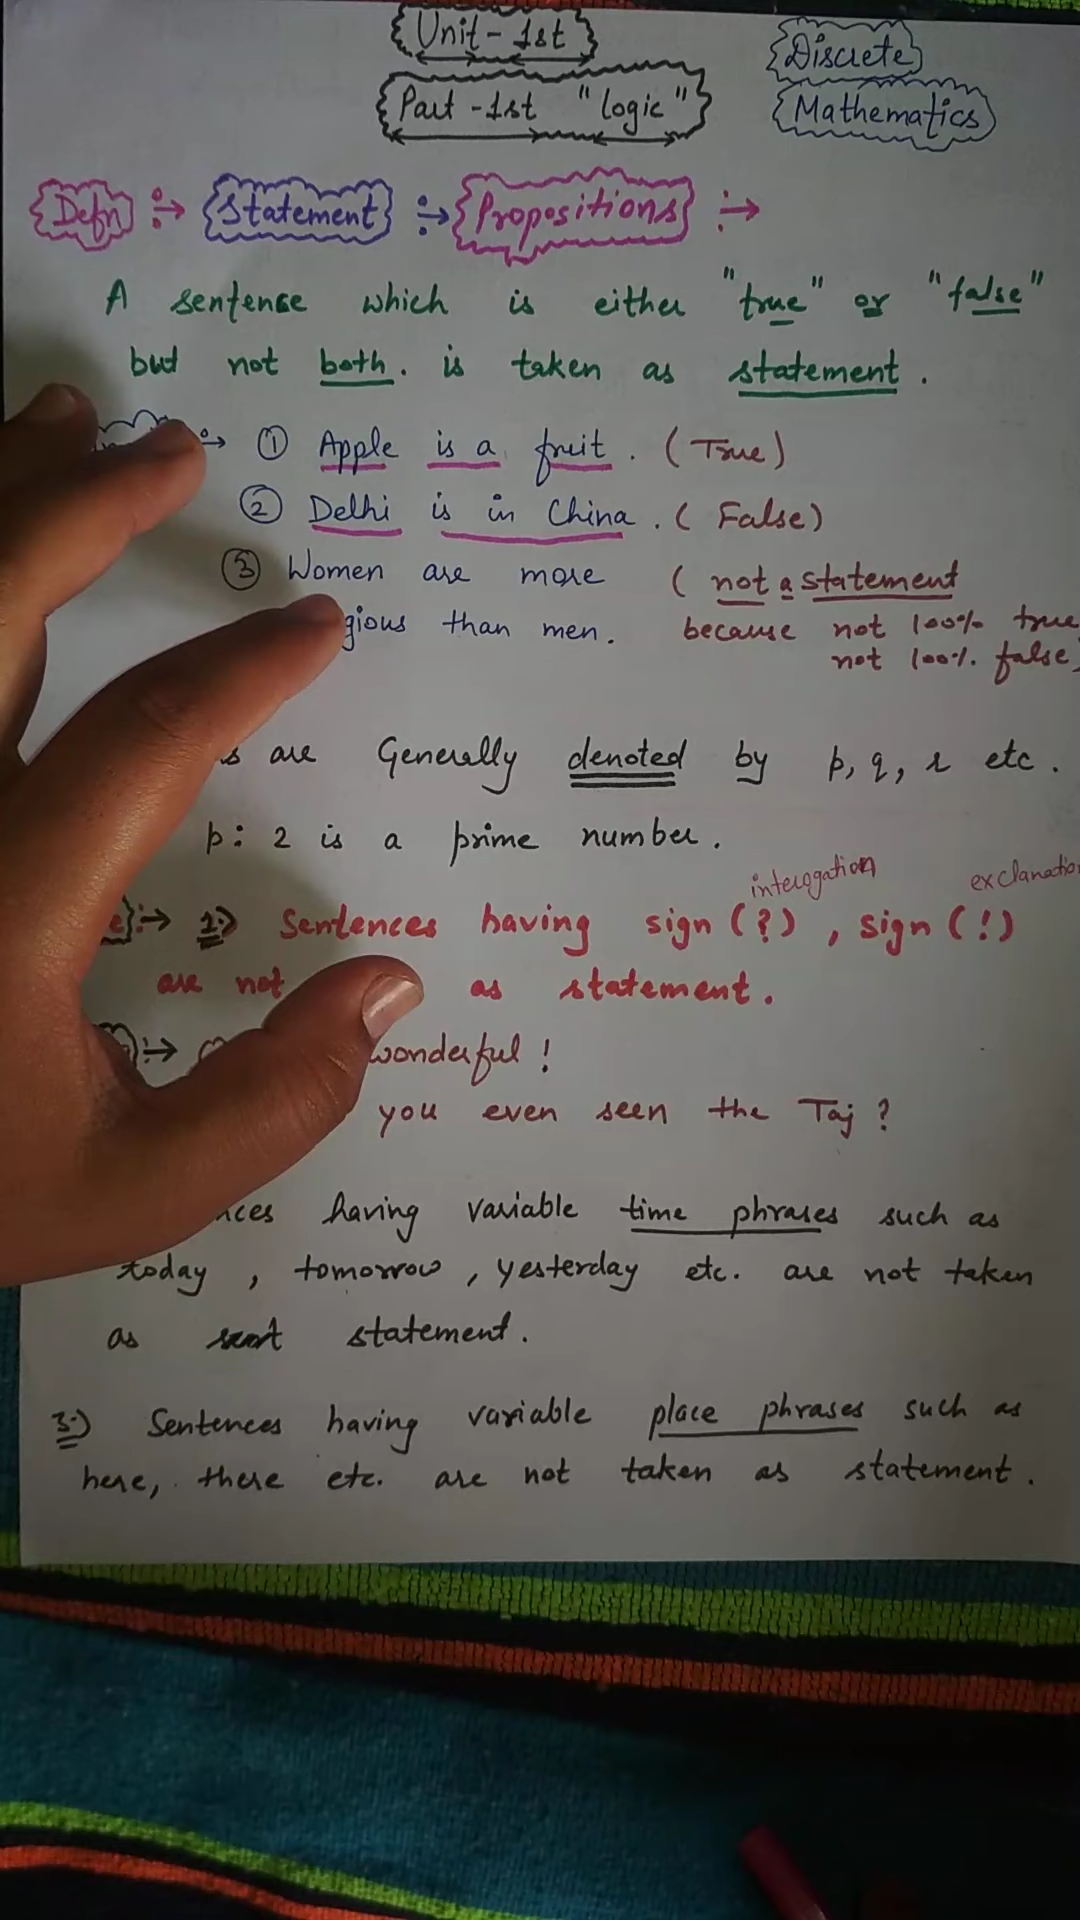 Unit - 1st
Discrete
Part - 1st "logic"
Mathematics
Defn Statement Propositions
A sentense which is either "true" or "false"
but not both. is taken as statement.
① Apple is a fruit. (True)
② Delhi is in China. (False)
③ Women are more (not a statement
gious than men. because not 100% true,
not 100% false,
s are Generally denoted by p, q, r etc.
p: 2 is a prime number.
interogation exclanatio
1.) Sentences having sign (?), sign (!)
are not as statement.
wonderful!
you even seen the Taj?
nces having variable time phrases such as
today, tomorrow, yesterday etc. are not taken
as statement.
3.) Sentences having variable place phrases such as
here, there etc. are not taken as statement.